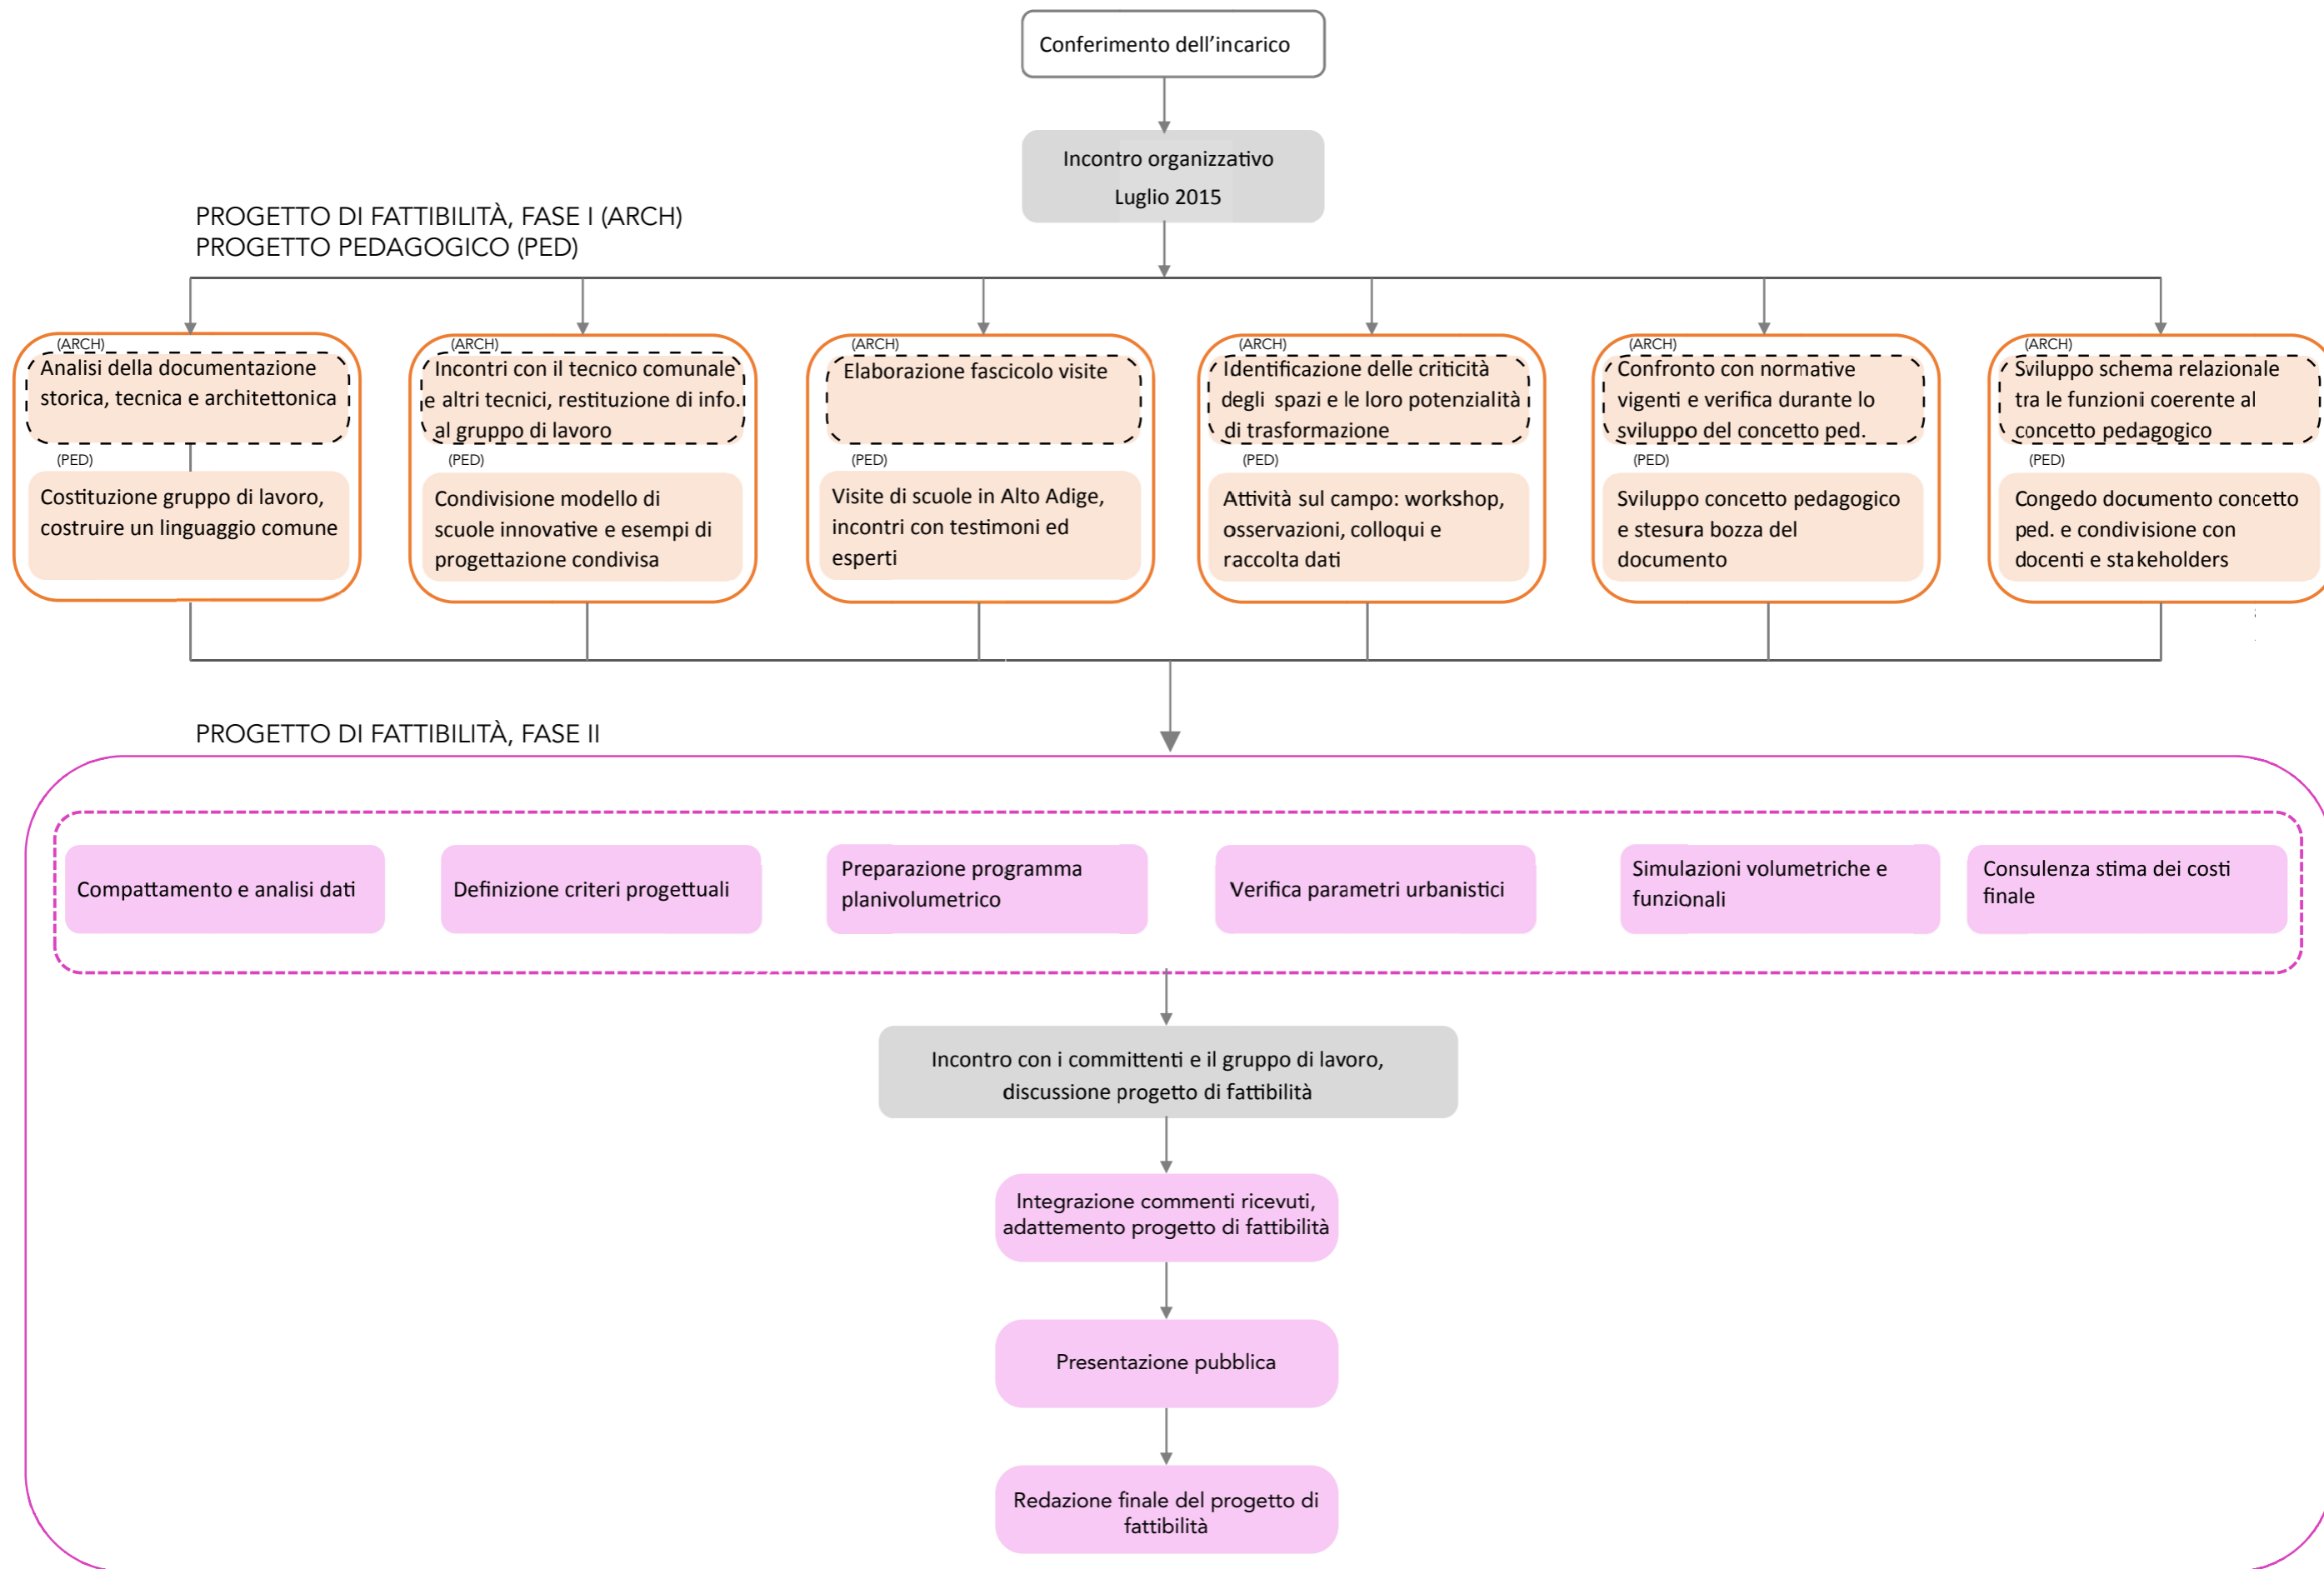 Conferimento dell’incarico
Incontro organizzativo
Luglio 2015
PROGETTO DI FATTIBILITÀ, FASE I (ARCH)
PROGETTO PEDAGOGICO (PED)
(ARCH)
Analisi della documentazione
storica, tecnica e architettonica
(PED)
Costituzione gruppo di lavoro,
costruire un linguaggio comune
(ARCH)
Incontri con il tecnico comunale
e altri tecnici, restituzione di info.
al gruppo di lavoro
(PED)
Condivisione modello di
scuole innovative e esempi di
progettazione condivisa
(ARCH)
Elaborazione fascicolo visite
(PED)
Visite di scuole in Alto Adige,
incontri con testimoni ed
esperti
(ARCH)
Identificazione delle criticità
degli spazi e le loro potenzialità
di trasformazione
(PED)
Attività sul campo: workshop,
osservazioni, colloqui e
raccolta dati
(ARCH)
Confronto con normative
vigenti e verifica durante lo
sviluppo del concetto ped.
(PED)
Sviluppo concetto pedagogico
e stesura bozza del
documento
(ARCH)
Sviluppo schema relazionale
tra le funzioni coerente al
concetto pedagogico
(PED)
Congedo documento concetto
ped. e condivisione con
docenti e stakeholders
PROGETTO DI FATTIBILITÀ, FASE II
Compattamento e analisi dati
Definizione criteri progettuali
Preparazione programma
planivolumetrico
Verifica parametri urbanistici
Simulazioni volumetriche e
funzionali
Consulenza stima dei costi
finale
Incontro con i committenti e il gruppo di lavoro,
discussione progetto di fattibilità
Integrazione commenti ricevuti,
adattemento progetto di fattibilità
Presentazione pubblica
Redazione finale del progetto di
fattibilità